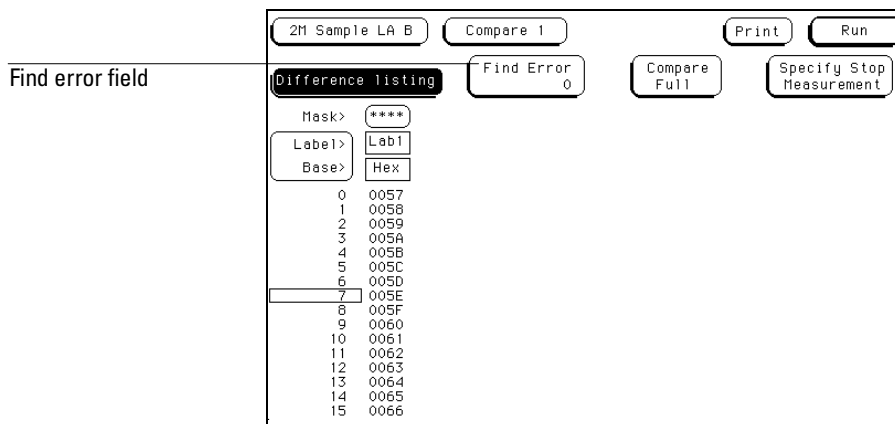 2M Sample LA B Compare 1 Print Run
Find error field
Difference listing Find Error 0 Compare Full Specify Stop Measurement
Mask> ****
Label> Lab1
Base> Hex
0 0057
1 0058
2 0059
3 005A
4 005B
5 005C
6 005D
7 005E
8 005F
9 0060
10 0061
11 0062
12 0063
13 0064
14 0065
15 0066